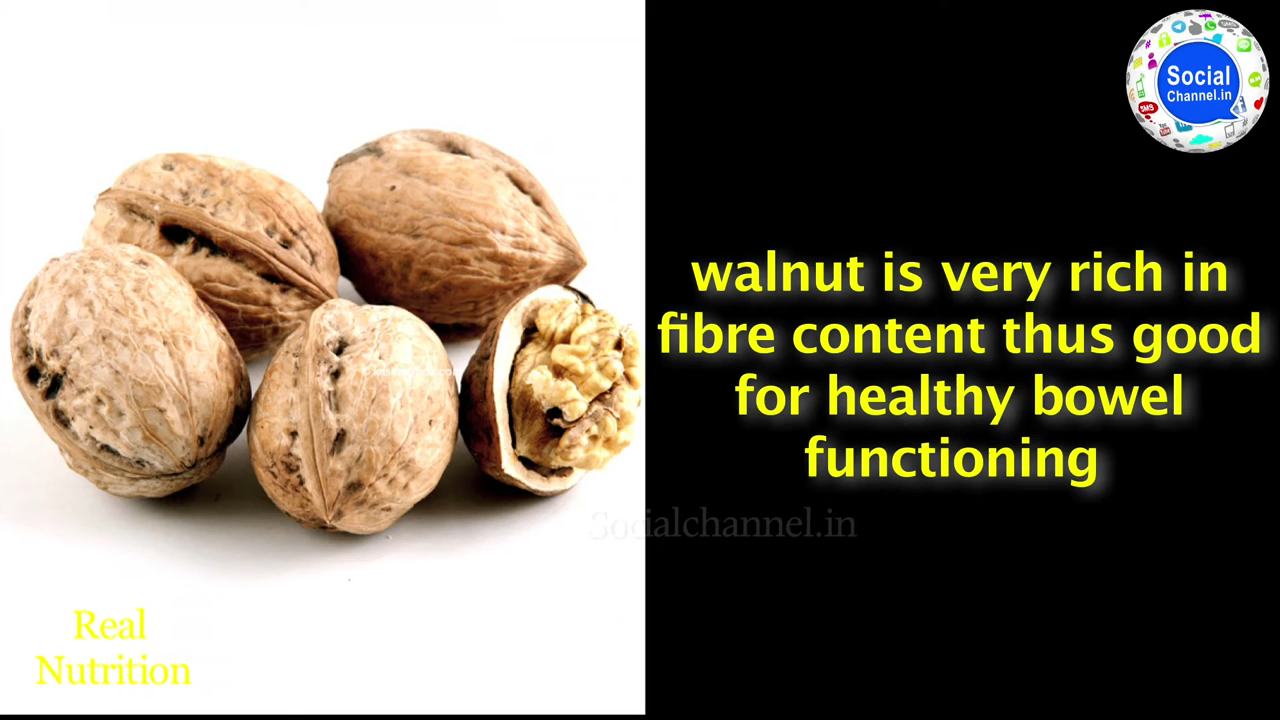 Social
Channel.in
walnut is very rich in
fibre content thus good
for healthy bowel
functioning
Socialchannel.in
Real
Nutrition